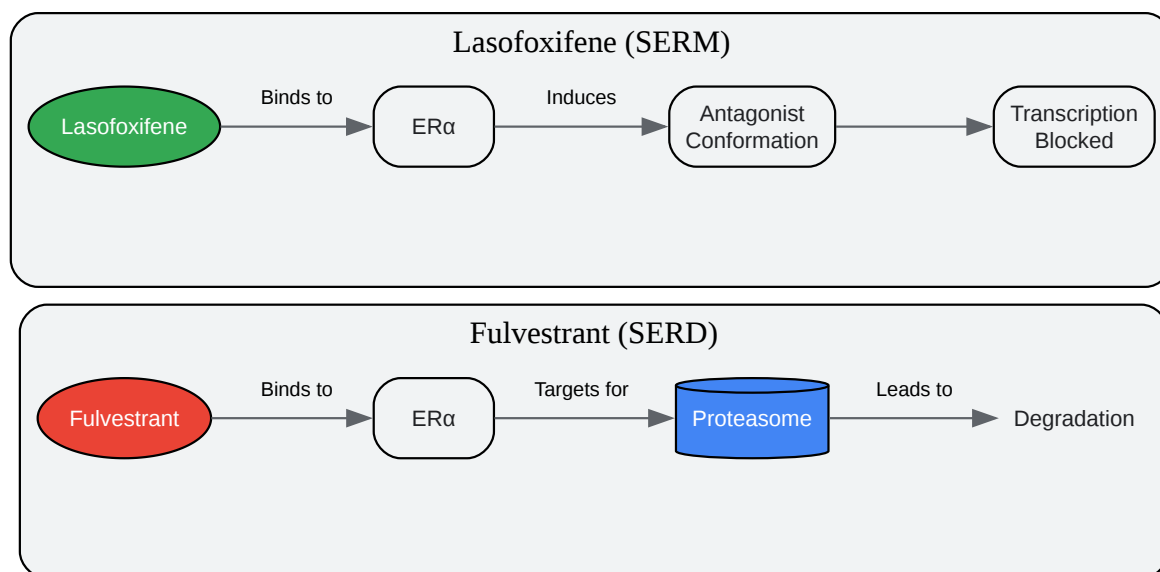 Lasofoxifene (SERM)
Binds to
Induces
Lasofoxifene
ERα
Antagonist
Conformation
Transcription
Blocked
Fulvestrant (SERD)
Binds to
Targets for
Leads to
Fulvestrant
ERα
Proteasome
Degradation